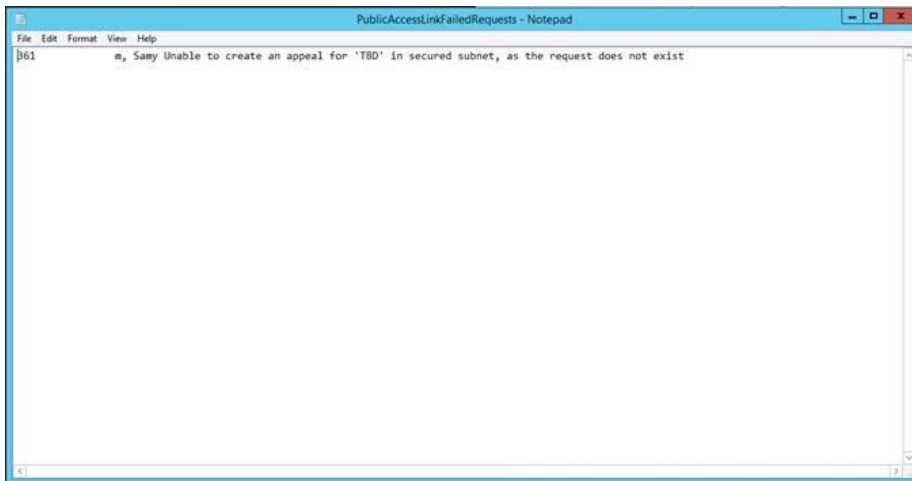 PublicAccessLinkFailedRequests - Notepad
File Edit Format View Help
361 m, Samy Unable to create an appeal for 'TBD' in secured subnet, as the request does not exist